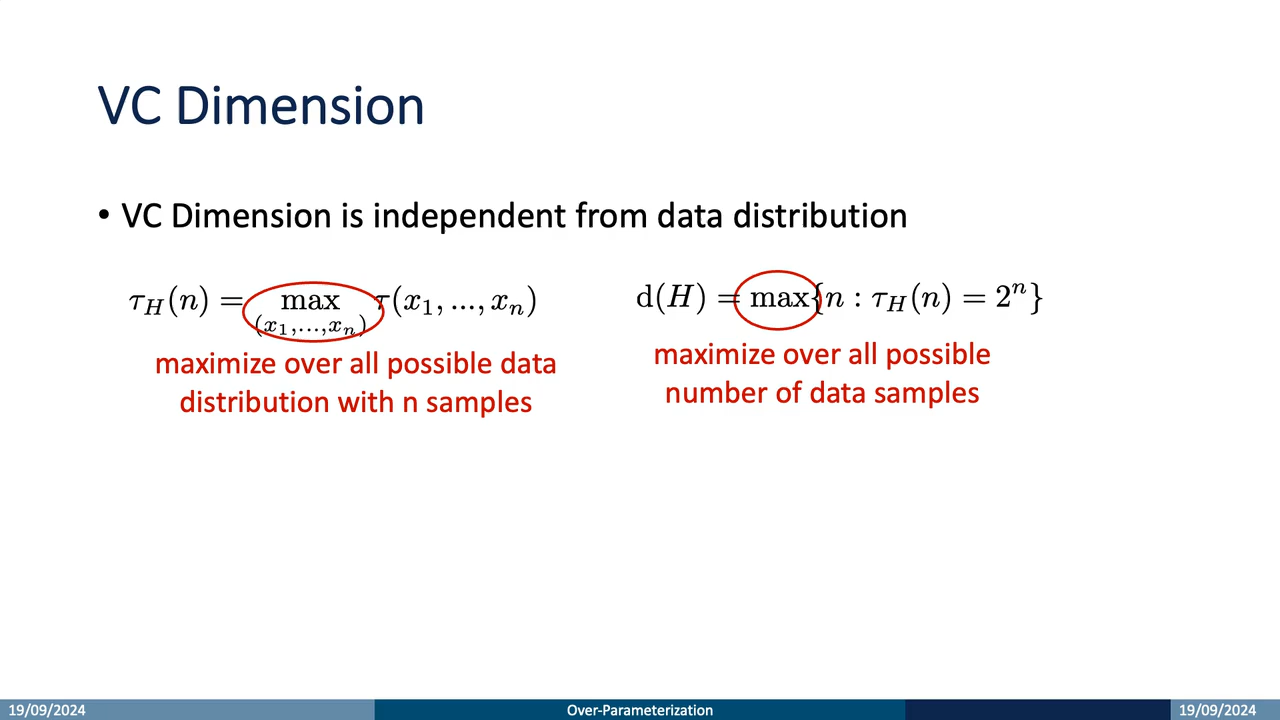 VC Dimension
• VC Dimension is independent from data distribution
τ_H(n) = max_{(x_1,...,x_n)} τ(x_1, ..., x_n)
d(H) = max{n : τ_H(n) = 2^n}
maximize over all possible data
distribution with n samples
maximize over all possible
number of data samples
19/09/2024
Over-Parameterization
19/09/2024